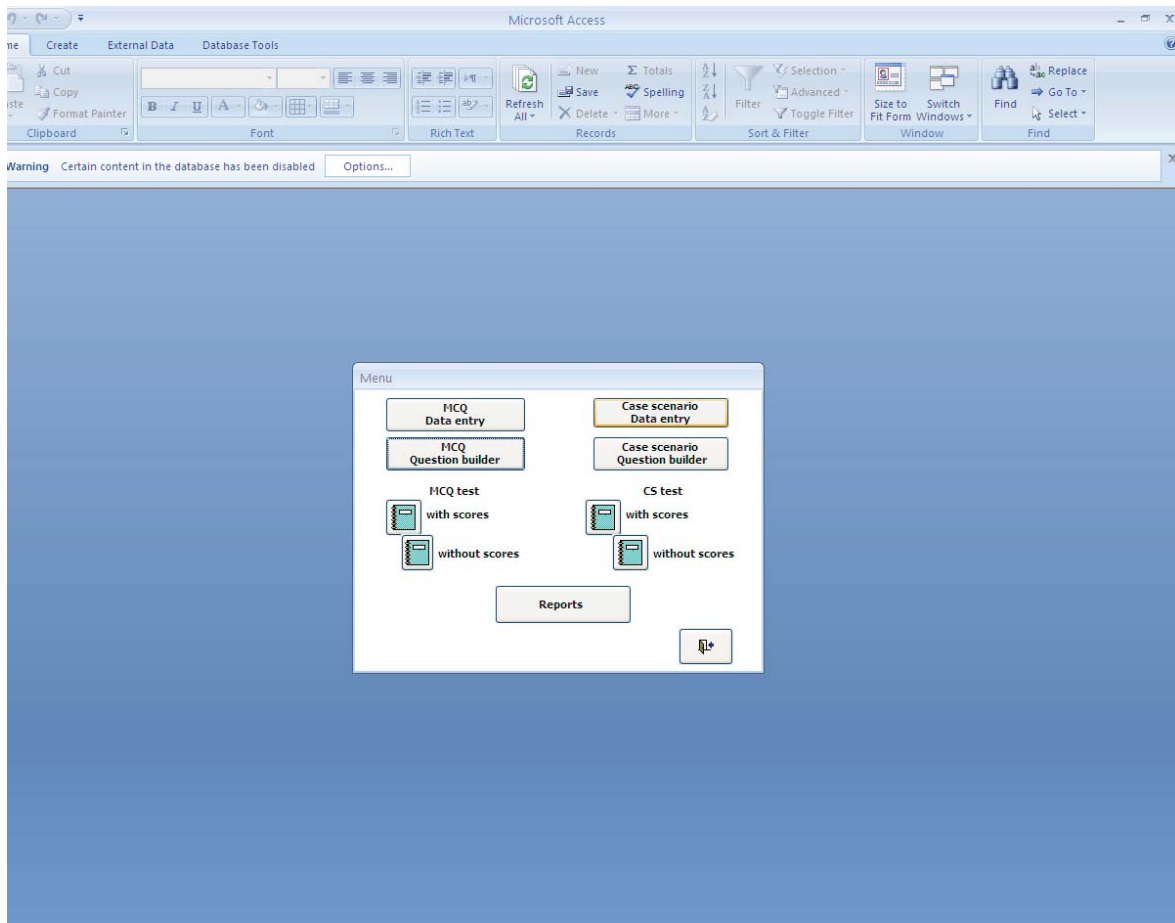 Microsoft Access
Create External Data Database Tools
Cut
Copy
Format Painter
Clipboard
B I U A
Font
Rich Text
Refresh All
New Σ Totals
Save Spelling
Delete More
Records
Filter
Selection
Advanced
Toggle Filter
Sort & Filter
Size to Fit Form
Switch Windows
Window
Find
Replace
Go To
Select
Find
Warning Certain content in the database has been disabled Options...
Menu
MCQ
Data entry
Case scenario
Data entry
MCQ
Question builder
Case scenario
Question builder
MCQ test
CS test
with scores
with scores
without scores
without scores
Reports